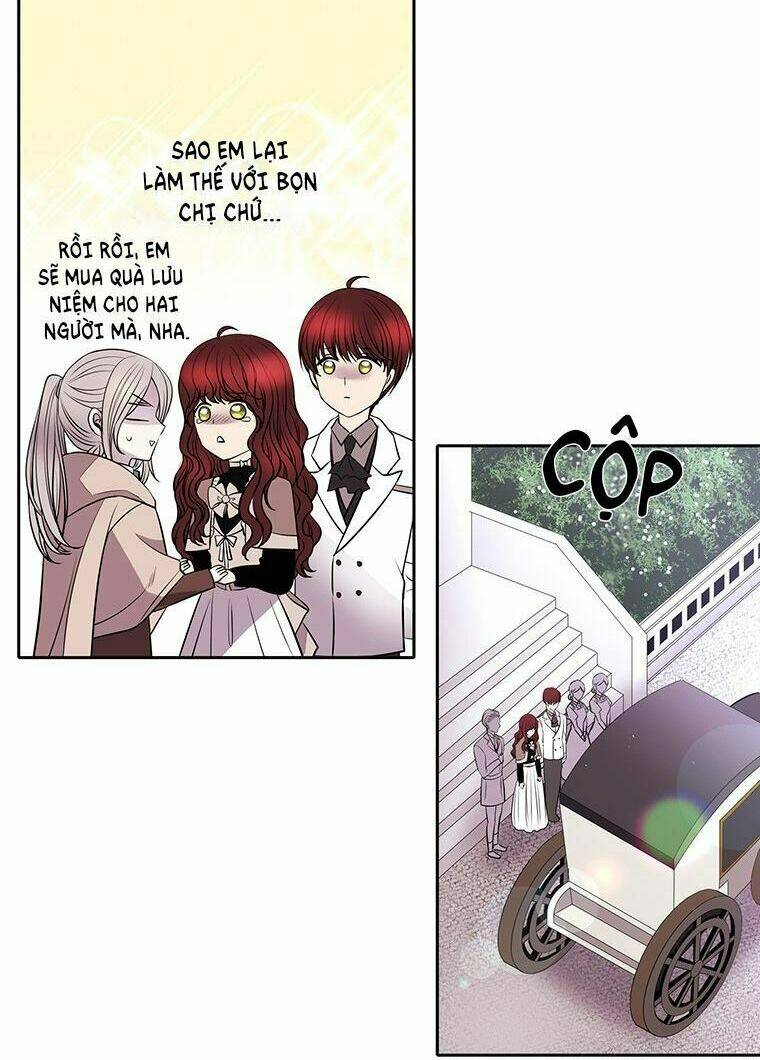 SAO EM LẠI
LÀM THẾ VỚI BỌN
CHỊ CHỨ...
RỒI RỒI, EM
SẼ MUA QUÀ LƯU
NIỆM CHO HAI
NGƯỜI MÀ, NHA.
CỘP